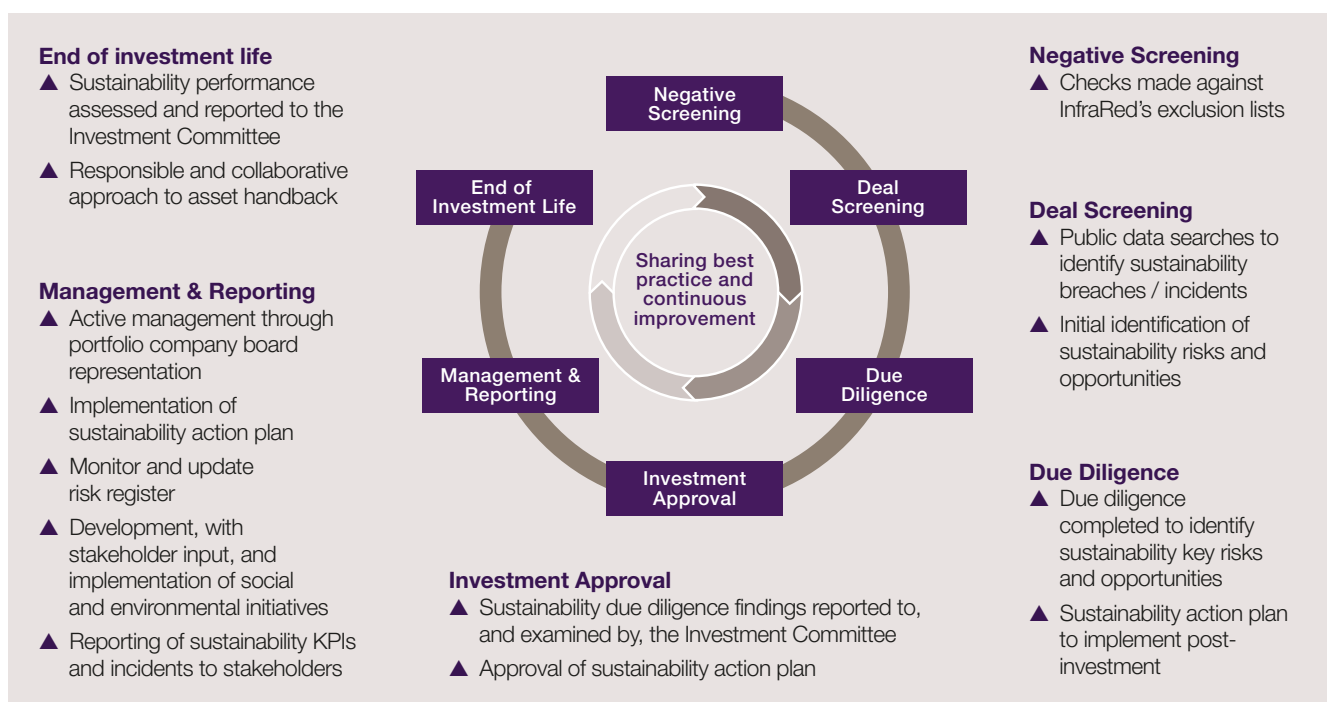 End of investment life
▲ Sustainability performance
assessed and reported to the
Investment Committee
▲ Responsible and collaborative
approach to asset handback
Management & Reporting
▲ Active management through
portfolio company board
representation
▲ Implementation of
sustainability action plan
▲ Monitor and update
risk register
▲ Development, with
stakeholder input, and
implementation of social
and environmental initiatives
▲ Reporting of sustainability KPIs
and incidents to stakeholders
Negative
Screening
Deal
Screening
Due
Diligence
Investment
Approval
Management &
Reporting
End of
Investment Life
Sharing best
practice and
continuous
improvement
Investment Approval
▲ Sustainability due diligence findings reported to,
and examined by, the Investment Committee
▲ Approval of sustainability action plan
Negative Screening
▲ Checks made against
InfraRed's exclusion lists
Deal Screening
▲ Public data searches to
identify sustainability
breaches / incidents
▲ Initial identification of
sustainability risks and
opportunities
Due Diligence
▲ Due diligence
completed to identify
sustainability key risks
and opportunities
▲ Sustainability action plan
to implement post-
investment